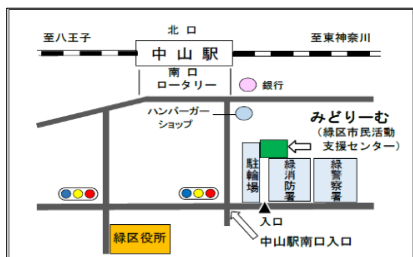 北口
至八王子
至東神奈川
中山駅
南口
ロータリー
銀行
ハンバーガー
ショップ
みどりーむ
(緑区市民活動
支援センター)
駐輪場
緑消防署
緑警察署
入口
緑区役所
中山駅南口入口